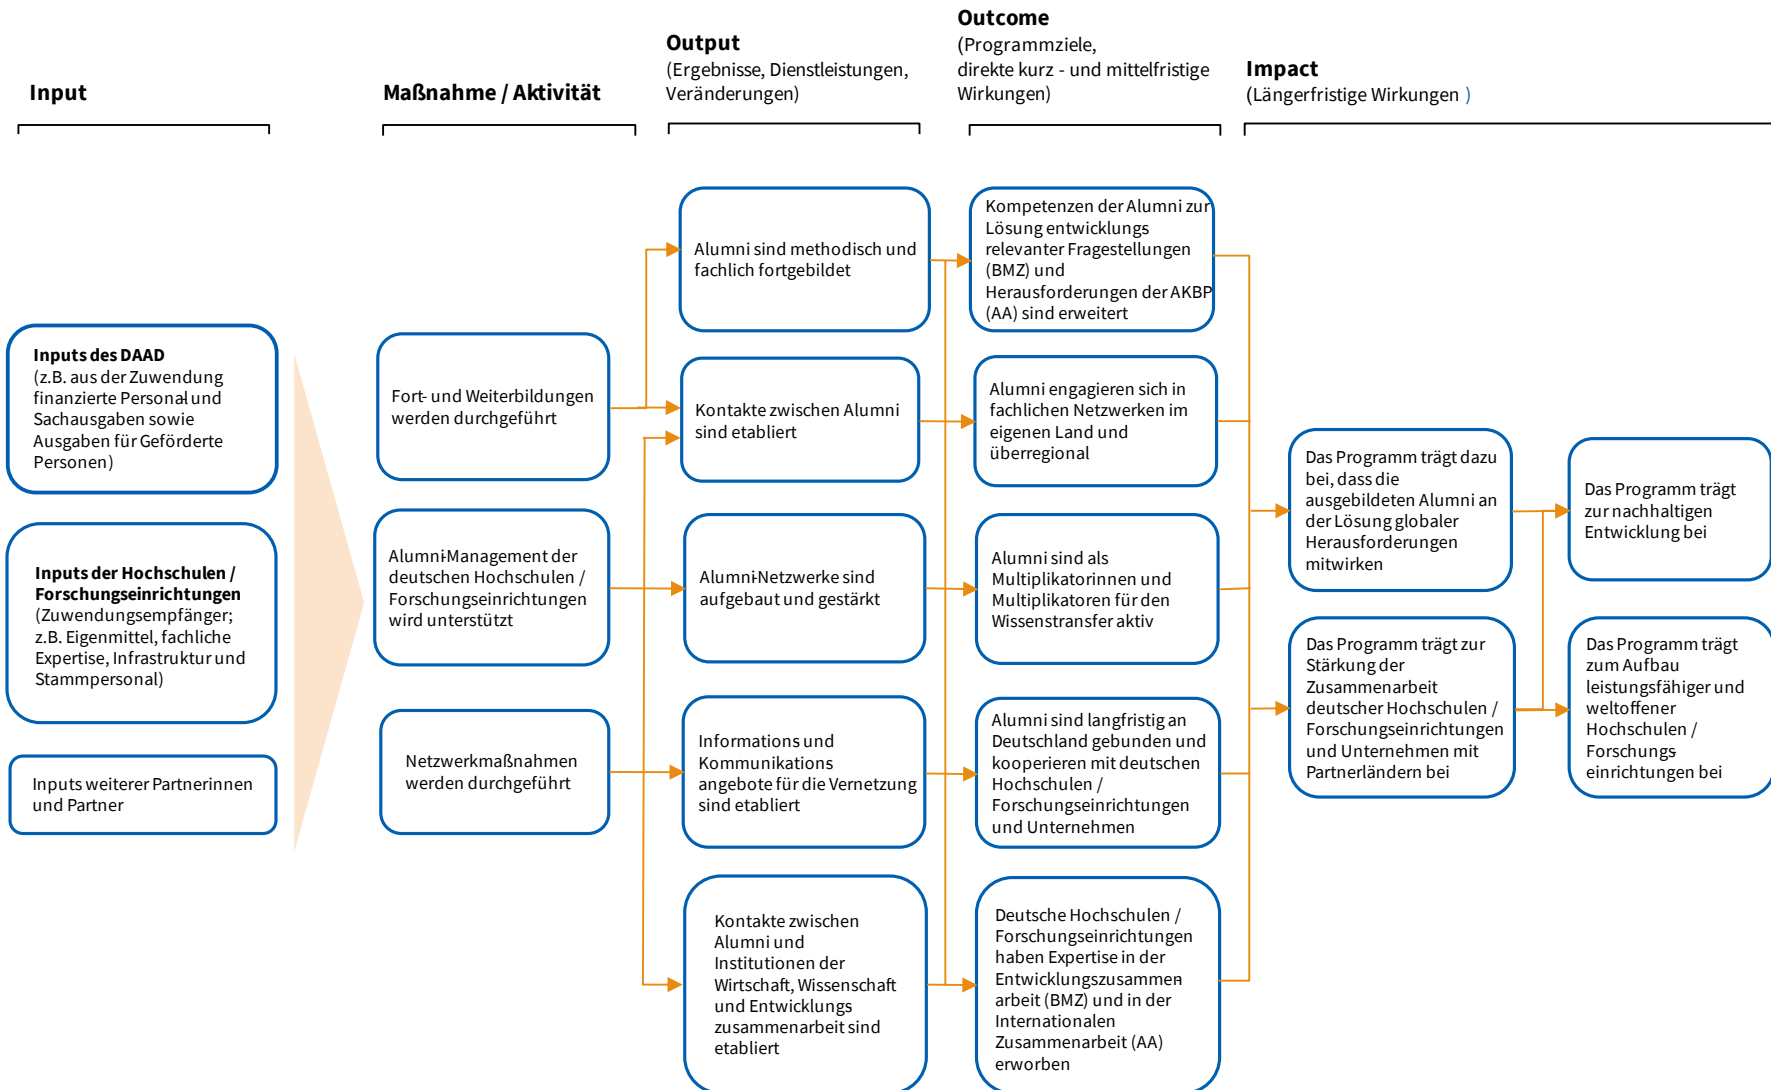 Input
Maßnahme / Aktivität
Output
(Ergebnisse, Dienstleistungen,
Veränderungen)
Outcome
(Programmziele,
direkte kurz - und mittelfristige
Wirkungen)
Impact
(Längerfristige Wirkungen )
Inputs des DAAD
(z.B. aus der Zuwendung
finanzierte Personal- und
Sachausgaben sowie
Ausgaben für Geförderte
Personen)
Inputs der Hochschulen /
Forschungseinrichtungen
(Zuwendungsempfänger;
z.B. Eigenmittel, fachliche
Expertise, Infrastruktur und
Stammpersonal)
Inputs weiterer Partnerinnen
und Partner
Fort- und Weiterbildungen
werden durchgeführt
Alumni-Management der
deutschen Hochschulen /
Forschungseinrichtungen
wird unterstützt
Netzwerkmaßnahmen
werden durchgeführt
Alumni sind methodisch und
fachlich fortgebildet
Kontakte zwischen Alumni
sind etabliert
Alumni-Netzwerke sind
aufgebaut und gestärkt
Informations und
Kommunikations
angebote für die Vernetzung
sind etabliert
Kontakte zwischen
Alumni und
Institutionen der
Wirtschaft, Wissenschaft
und Entwicklungs
zusammenarbeit sind
etabliert
Kompetenzen der Alumni zur
Lösung entwicklungs
relevanter Fragestellungen
(BMZ) und
Herausforderungen der AKBP
(AA) sind erweitert
Alumni engagieren sich in
fachlichen Netzwerken im
eigenen Land und
überregional
Alumni sind als
Multiplikatorinnen und
Multiplikatoren für den
Wissenstransfer aktiv
Alumni sind langfristig an
Deutschland gebunden und
kooperieren mit deutschen
Hochschulen /
Forschungseinrichtungen
und Unternehmen
Deutsche Hochschulen /
Forschungseinrichtungen
haben Expertise in der
Entwicklungszusammen-
arbeit (BMZ) und in der
Internationalen
Zusammenarbeit (AA)
erworben
Das Programm trägt dazu
bei, dass die
ausgebildeten Alumni an
der Lösung globaler
Herausforderungen
mitwirken
Das Programm trägt zur
Stärkung der
Zusammenarbeit
deutscher Hochschulen /
Forschungseinrichtungen
und Unternehmen mit
Partnerländern bei
Das Programm trägt
zur nachhaltigen
Entwicklung bei
Das Programm trägt
zum Aufbau
leistungsfähiger und
weltoffener
Hochschulen /
Forschungs-
einrichtungen bei